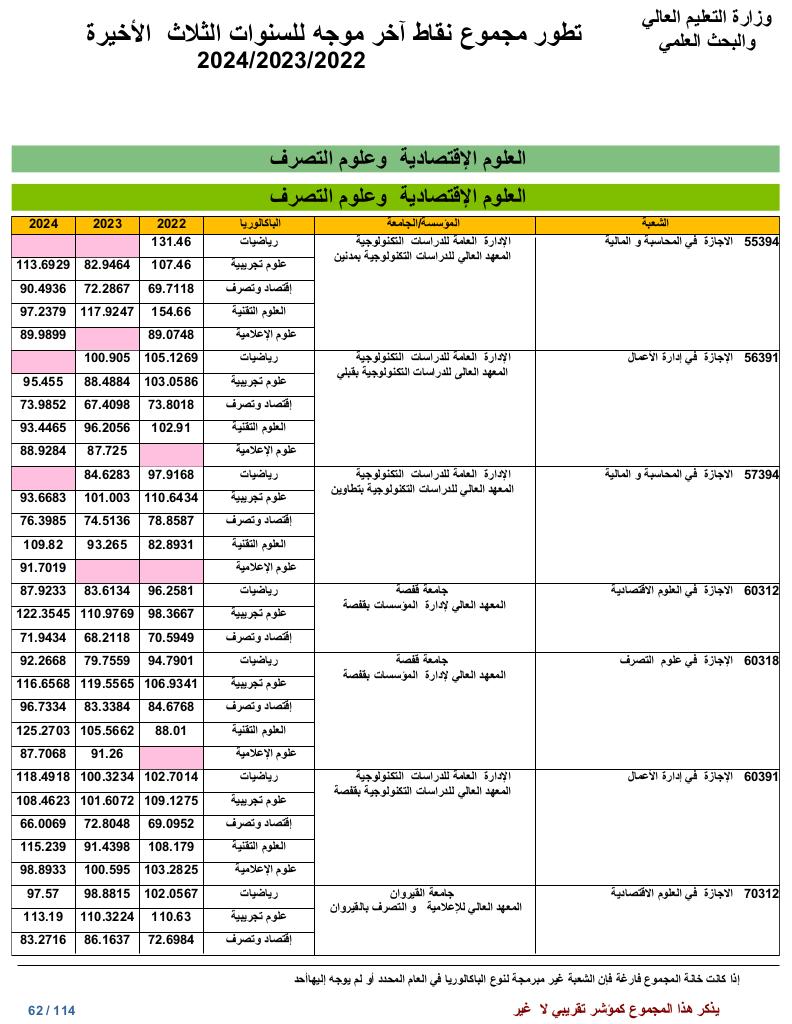 وزارة التعليم العالي
والبحث العلمي
تطور مجموع نقاط آخر موجه للسنوات الثلاث الأخيرة
2024/2023/2022
العلوم الإقتصادية وعلوم التصرف
العلوم الإقتصادية وعلوم التصرف
الشعبة المؤسسة/الجامعة الباكالوريا 2022 2023 2024
55394 الاجازة في المحاسبة و المالية الإدارة العامة للدراسات التكنولوجية رياضيات 131.46
المعهد العالي للدراسات التكنولوجية بمدنين
علوم تجريبية 107.46 82.9464 113.6929
إقتصاد وتصرف 69.7118 72.2867 90.4936
العلوم التقنية 154.66 117.9247 97.2379
علوم الإعلامية 89.0748 89.9899
56391 الإجازة في إدارة الأعمال الإدارة العامة للدراسات التكنولوجية رياضيات 105.1269 100.905
المعهد العالى للدراسات التكنولوجية بقبلي
علوم تجريبية 103.0586 88.4884 95.455
إقتصاد وتصرف 73.8018 67.4098 73.9852
العلوم التقنية 102.91 96.2056 93.4465
علوم الإعلامية 87.725 88.9284
57394 الاجازة في المحاسبة و المالية الإدارة العامة للدراسات التكنولوجية رياضيات 97.9168 84.6283
المعهد العالي للدراسات التكنولوجية بتطاوين
علوم تجريبية 110.6434 101.003 93.6683
إقتصاد وتصرف 78.8587 74.5136 76.3985
العلوم التقنية 82.8931 93.265 109.82
علوم الإعلامية 91.7019
60312 الاجازة في العلوم الاقتصادية جامعة قفصة رياضيات 96.2581 83.6134 87.9233
المعهد العالي لإدارة المؤسسات بقفصة
علوم تجريبية 98.3667 110.9769 122.3545
إقتصاد وتصرف 70.5949 68.2118 71.9434
60318 الإجازة في علوم التصرف جامعة قفصة رياضيات 94.7901 79.7559 92.2668
المعهد العالي لإدارة المؤسسات بقفصة
علوم تجريبية 106.9341 119.5565 116.6568
إقتصاد وتصرف 84.6768 83.3384 96.7334
العلوم التقنية 88.01 105.5662 125.2703
علوم الإعلامية 91.26 87.7068
60391 الإجازة في إدارة الأعمال الإدارة العامة للدراسات التكنولوجية رياضيات 102.7014 100.3234 118.4918
المعهد العالي للدراسات التكنولوجية بقفصة
علوم تجريبية 109.1275 101.6072 108.4623
إقتصاد وتصرف 69.0952 72.8048 66.0069
العلوم التقنية 108.179 91.4398 115.239
علوم الإعلامية 103.2825 100.595 98.8933
70312 الاجازة في العلوم الاقتصادية جامعة القيروان رياضيات 102.0567 98.8815 97.57
المعهد العالي للإعلامية و التصرف بالقيروان
علوم تجريبية 110.63 110.3224 113.19
إقتصاد وتصرف 72.6984 86.1637 83.2716
إذا كانت خانة المجموع فارغة فإن الشعبة غير مبرمجة لنوع الباكالوريا في العام المحدد أو لم يوجه إليهاأحد
يذكر هذا المجموع كمؤشر تقريبي لا غير
62 / 114